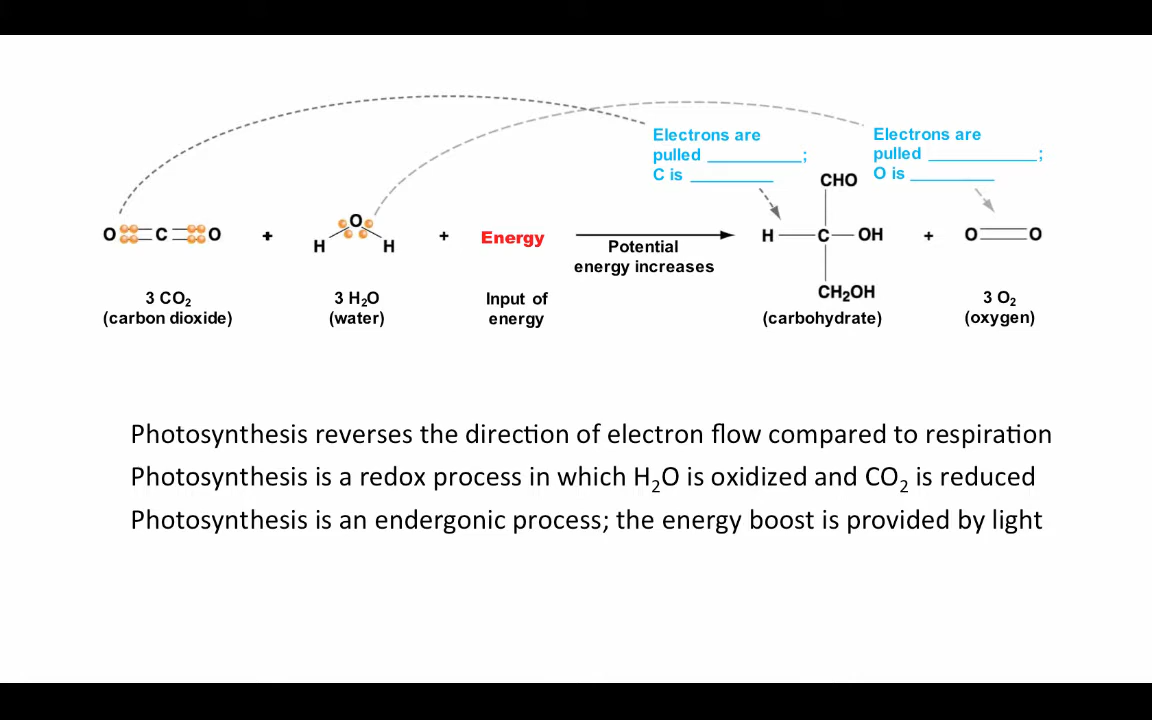 Electrons are
pulled __________;
C is _________
Electrons are
pulled ____________;
O is _________
O=C=O
+
O
H H
+
Energy
Potential
energy increases
CHO
H—C—OH
CH₂OH
+
O=O
3 CO₂
(carbon dioxide)
3 H₂O
(water)
Input of
energy
(carbohydrate)
3 O₂
(oxygen)
Photosynthesis reverses the direction of electron flow compared to respiration
Photosynthesis is a redox process in which H₂O is oxidized and CO₂ is reduced
Photosynthesis is an endergonic process; the energy boost is provided by light